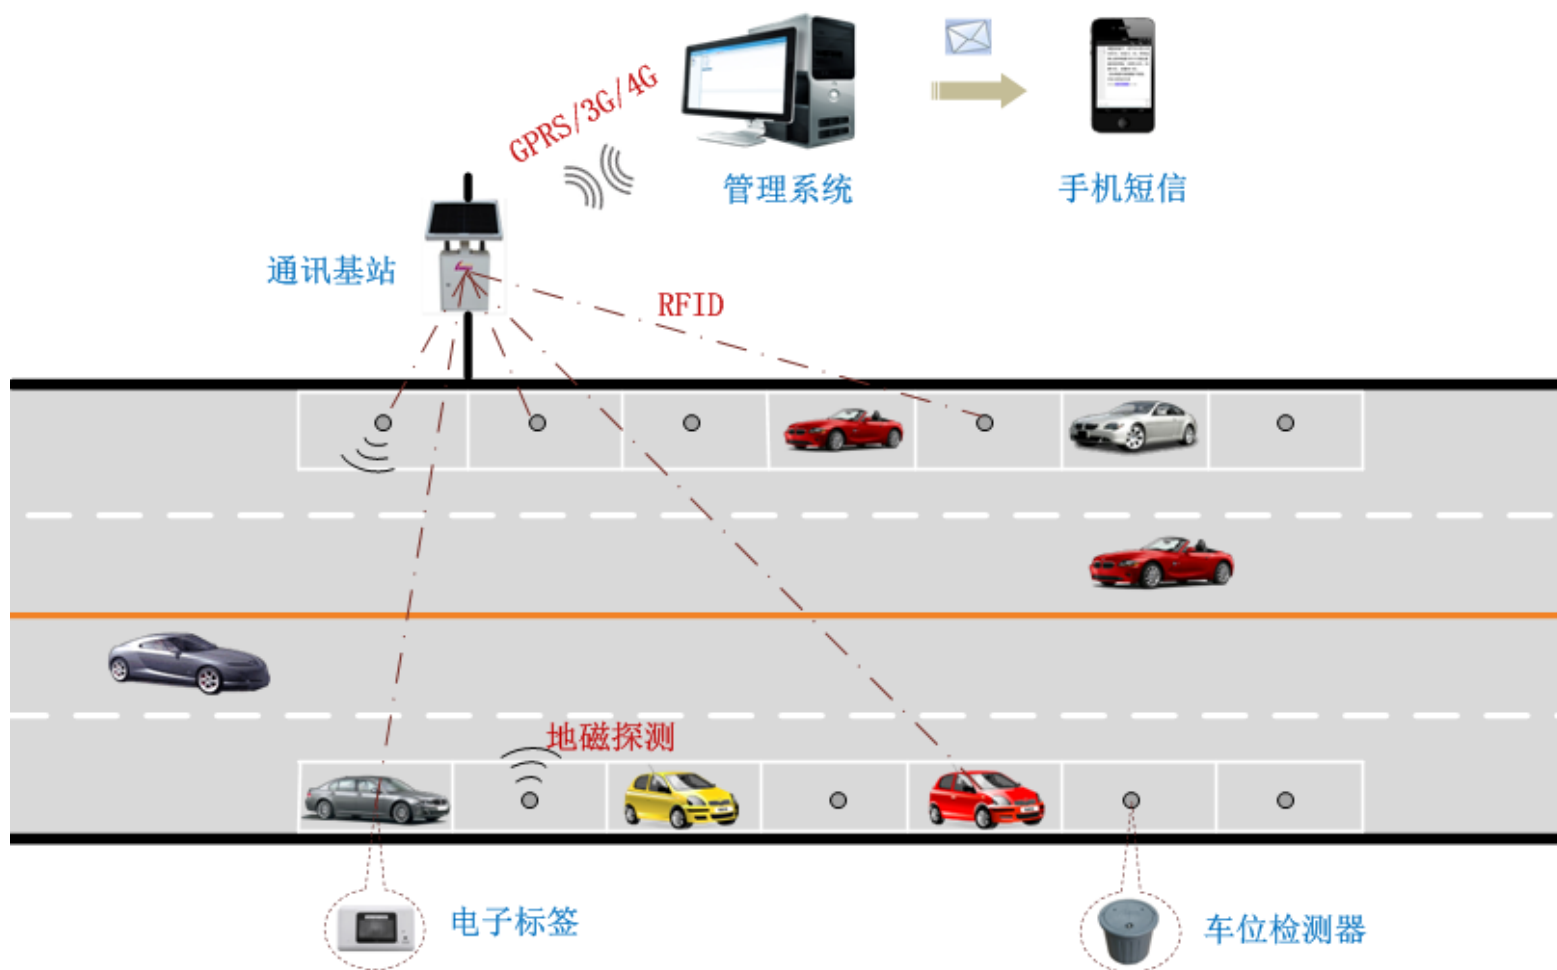 GPRS/3G/4G
管理系统
手机短信
通讯基站
RFID
地磁探测
电子标签
车位检测器